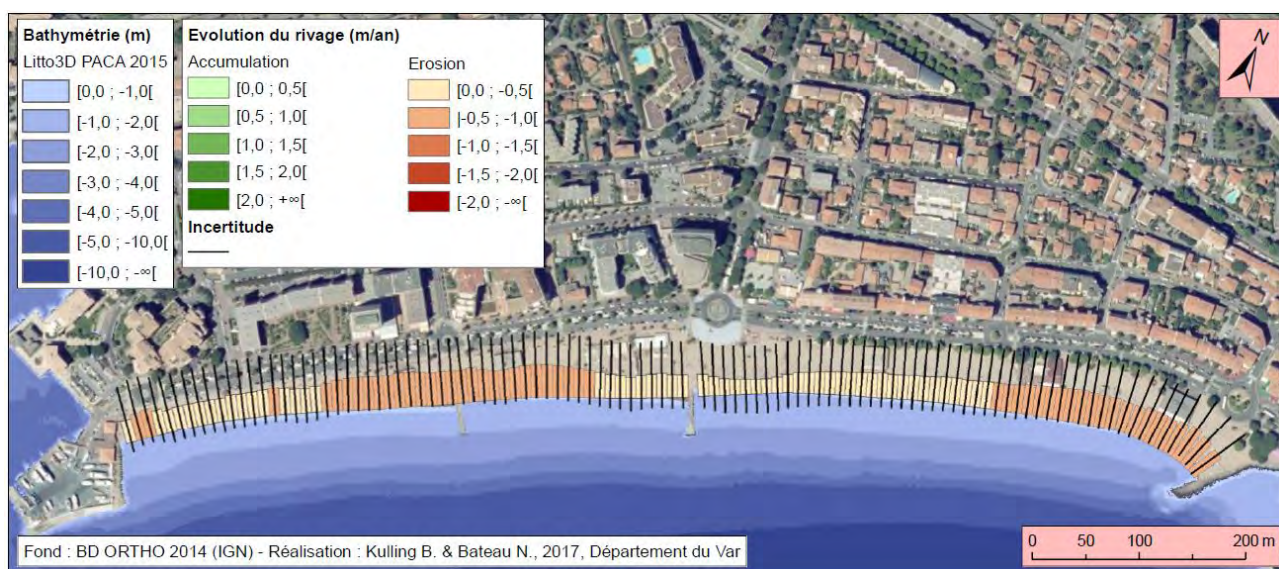 Bathymétrie (m)
Litto3D PACA 2015
[0,0 ; -1,0[
[-1,0 ; -2,0[
[-2,0 ; -3,0[
[-3,0 ; -4,0[
[-4,0 ; -5,0[
[-5,0 ; -10,0[
[-10,0 ; -∞[
Evolution du rivage (m/an)
Accumulation
[0,0 ; 0,5[
[0,5 ; 1,0[
[1,0 ; 1,5[
[1,5 ; 2,0[
[2,0 ; +∞[
Erosion
[0,0 ; -0,5[
|-0,5 ; -1,0[
[-1,0 ; -1,5[
[-1,5 ; -2,0[
[-2,0 ; -∞[
Incertitude
N
Fond : BD ORTHO 2014 (IGN) - Réalisation : Kulling B. & Bateau N., 2017, Département du Var
0 50 100 200 m